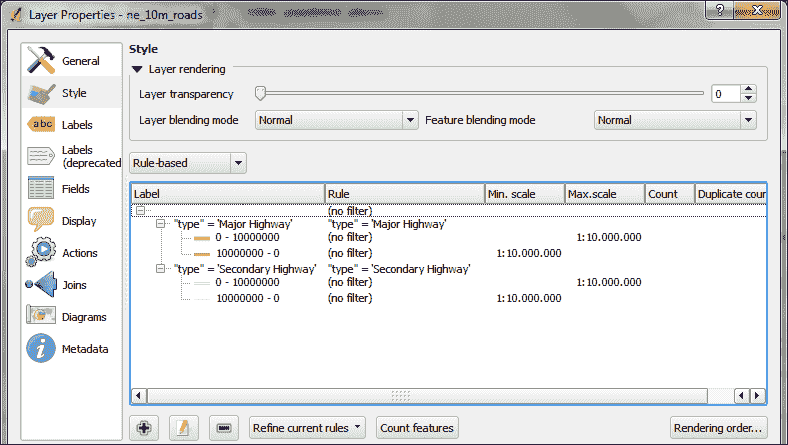 Layer Properties - ne_10m_roads
?
General
Style
abc
Labels
Labels
(deprecated
Fields
Display
Actions
Joins
Diagrams
Metadata
Style
Layer rendering
Layer transparency 0
Layer blending mode Normal Feature blending mode Normal
Rule-based
Label Rule Min. scale Max.scale Count Duplicate cour
(no filter)
"type" = 'Major Highway' "type" = 'Major Highway'
0 - 10000000 (no filter) 1:10.000.000
10000000 - 0 (no filter) 1:10.000.000
"type" = 'Secondary Highway' "type" = 'Secondary Highway'
0 - 10000000 (no filter) 1:10.000.000
10000000 - 0 (no filter) 1:10.000.000
Refine current rules Count features Rendering order...